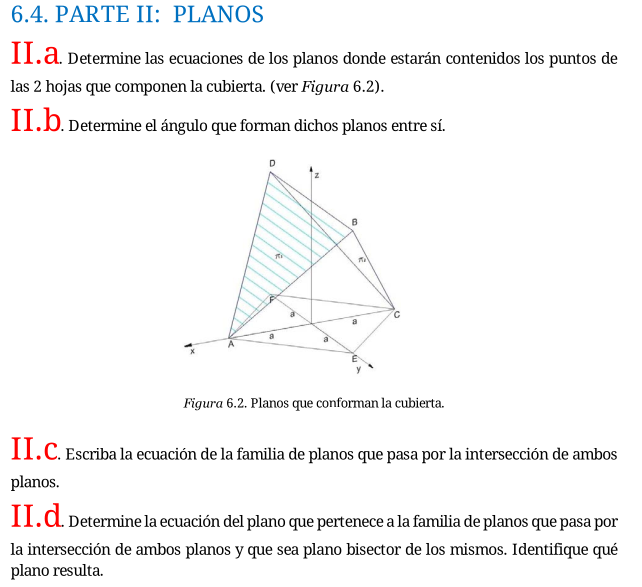 6.4. PARTE II: PLANOS
II.a. Determine las ecuaciones de los planos donde estarán contenidos los puntos de
las 2 hojas que componen la cubierta. (ver Figura 6.2).
II.b. Determine el ángulo que forman dichos planos entre sí.
D
z
B
π₁
π₂
F
a
a
C
A
a
a
x
E
y
Figura 6.2. Planos que conforman la cubierta.
II.c. Escriba la ecuación de la familia de planos que pasa por la intersección de ambos
planos.
II.d. Determine la ecuación del plano que pertenece a la familia de planos que pasa por
la intersección de ambos planos y que sea plano bisector de los mismos. Identifique qué
plano resulta.